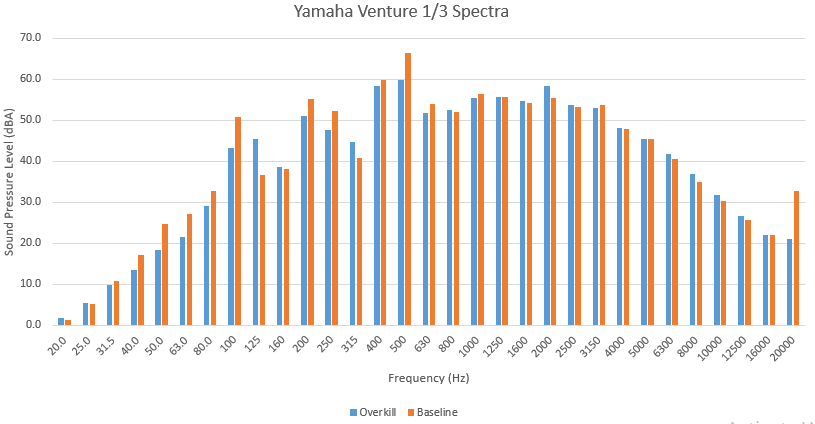 Yamaha Venture 1/3 Spectra
70.0
60.0
50.0
40.0
30.0
20.0
10.0
0.0
Sound Pressure Level (dBA)
20.0 25.0 31.5 40.0 50.0 63.0 80.0 100 125 160 200 250 315 400 500 630 800 1000 1250 1600 2000 2500 3150 4000 5000 6300 8000 10000 12500 16000 20000
Frequency (Hz)
Overkill Baseline